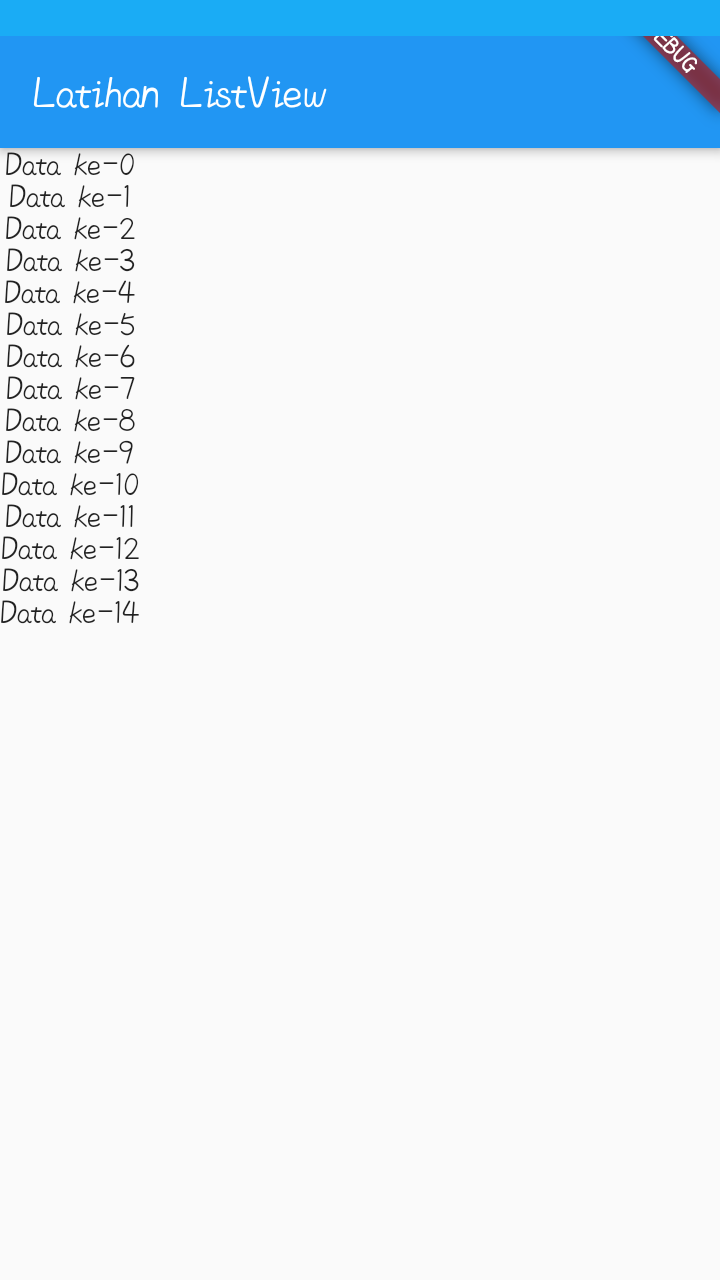 Latihan ListView
EBUG
Data ke-0
Data ke-1
Data ke-2
Data ke-3
Data ke-4
Data ke-5
Data ke-6
Data ke-7
Data ke-8
Data ke-9
Data ke-10
Data ke-11
Data ke-12
Data ke-13
Data ke-14